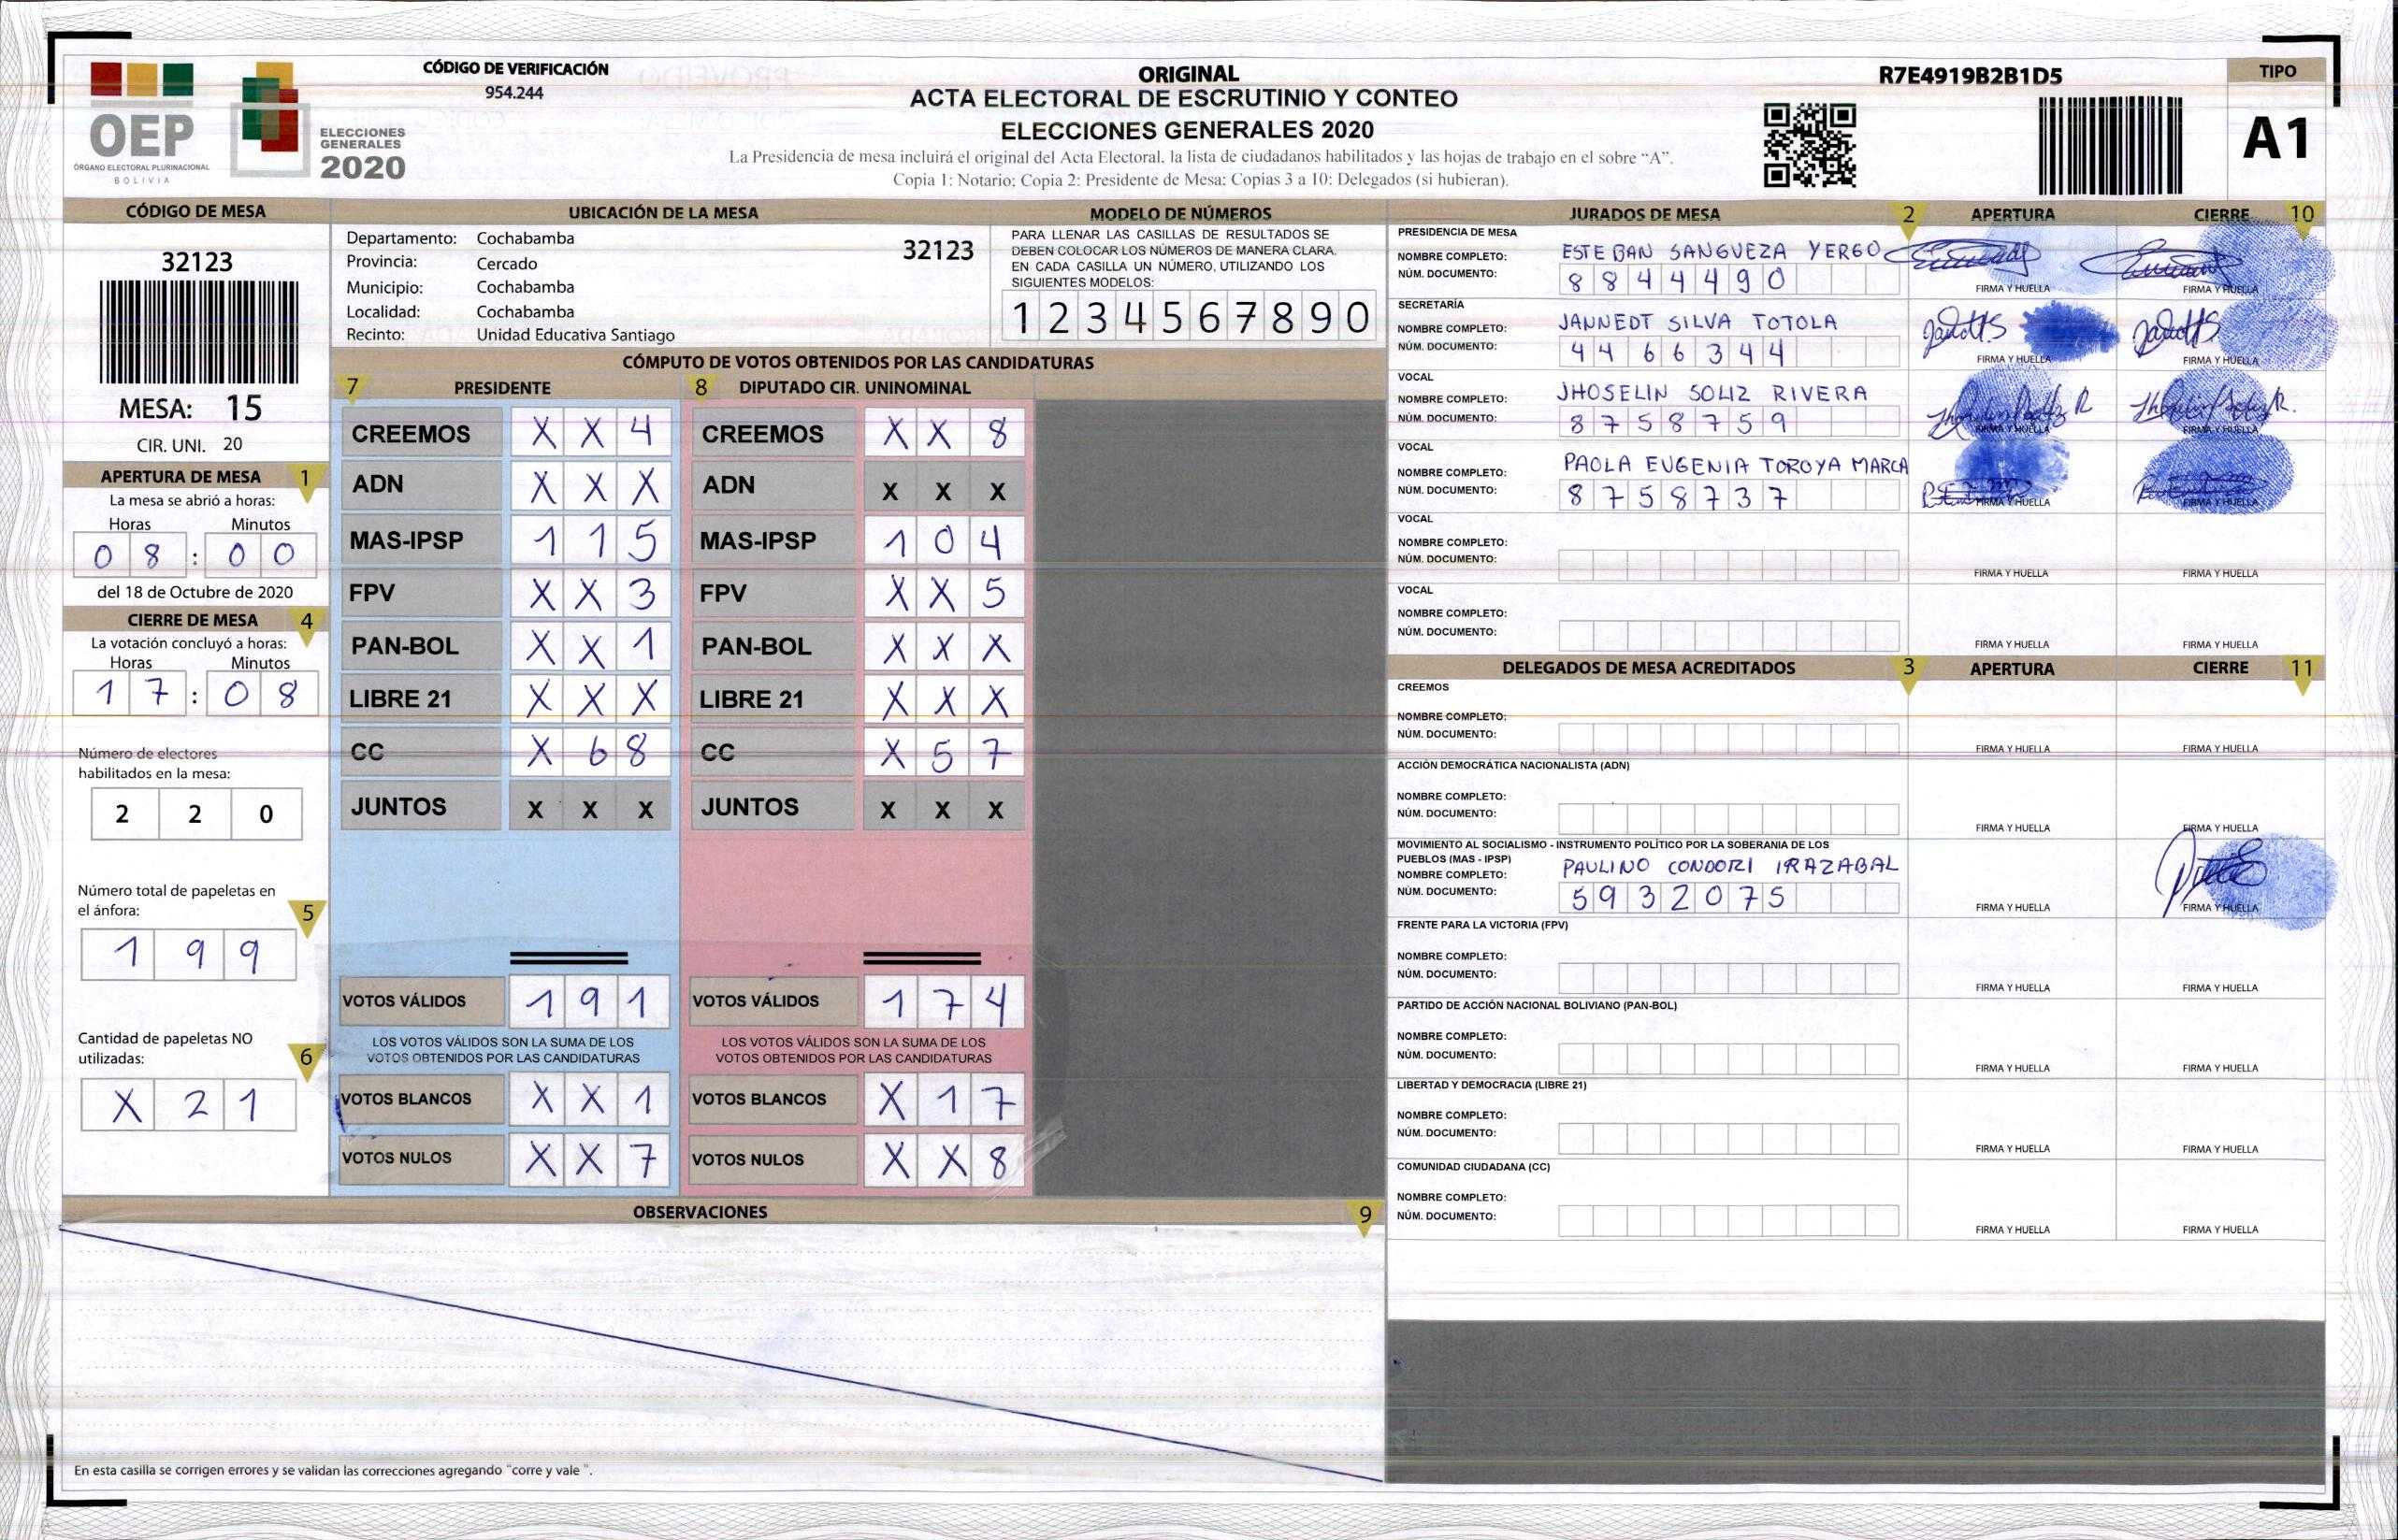 CÓDIGO DE VERIFICACIÓN
954.244
OEP
ÓRGANO ELECTORAL PLURINACIONAL
BOLIVIA
ELECCIONES
GENERALES
2020
ORIGINAL
ACTA ELECTORAL DE ESCRUTINIO Y CONTEO
ELECCIONES GENERALES 2020
La Presidencia de mesa incluirá el original del Acta Electoral, la lista de ciudadanos habilitados y las hojas de trabajo en el sobre "A".
Copia 1: Notario; Copia 2: Presidente de Mesa; Copias 3 a 10: Delegados (si hubieran).
R7E4919B2B1D5
TIPO
A1
CÓDIGO DE MESA
32123
MESA: 15
CIR. UNI. 20
APERTURA DE MESA 1
La mesa se abrió a horas:
Horas Minutos
0 8 : 0 0
del 18 de Octubre de 2020
CIERRE DE MESA 4
La votación concluyó a horas:
Horas Minutos
1 7 : 0 8
Número de electores
habilitados en la mesa:
2 2 0
Número total de papeletas en
el ánfora: 5
1 9 9
Cantidad de papeletas NO
utilizadas: 6
X 2 1
UBICACIÓN DE LA MESA
Departamento: Cochabamba
Provincia: Cercado
Municipio: Cochabamba
Localidad: Cochabamba
Recinto: Unidad Educativa Santiago
32123
MODELO DE NÚMEROS
PARA LLENAR LAS CASILLAS DE RESULTADOS SE
DEBEN COLOCAR LOS NÚMEROS DE MANERA CLARA.
EN CADA CASILLA UN NÚMERO, UTILIZANDO LOS
SIGUIENTES MODELOS:
1 2 3 4 5 6 7 8 9 0
CÓMPUTO DE VOTOS OBTENIDOS POR LAS CANDIDATURAS
7 PRESIDENTE 8 DIPUTADO CIR. UNINOMINAL
CREEMOS X X 4 CREEMOS X X 8
ADN X X X ADN X X X
MAS-IPSP 1 1 5 MAS-IPSP 1 0 4
FPV X X 3 FPV X X 5
PAN-BOL X X 1 PAN-BOL X X X
LIBRE 21 X X X LIBRE 21 X X X
CC X 6 8 CC X 5 7
JUNTOS X X X JUNTOS X X X
VOTOS VÁLIDOS 1 9 1 VOTOS VÁLIDOS 1 7 4
LOS VOTOS VÁLIDOS SON LA SUMA DE LOS LOS VOTOS VÁLIDOS SON LA SUMA DE LOS
VOTOS OBTENIDOS POR LAS CANDIDATURAS VOTOS OBTENIDOS POR LAS CANDIDATURAS
VOTOS BLANCOS X X 1 VOTOS BLANCOS X 1 7
VOTOS NULOS X X 7 VOTOS NULOS X X 8
OBSERVACIONES 9
En esta casilla se corrigen errores y se validan las correcciones agregando "corre y vale ".
JURADOS DE MESA 2 APERTURA CIERRE 10
PRESIDENCIA DE MESA
NOMBRE COMPLETO: ESTEBAN SANGUEZA YERGO
NÚM. DOCUMENTO: 8 8 4 4 4 9 0
FIRMA Y HUELLA FIRMA Y HUELLA
SECRETARÍA
NOMBRE COMPLETO: JANNEDT SILVA TOTOLA
NÚM. DOCUMENTO: 4 4 6 6 3 4 4
FIRMA Y HUELLA FIRMA Y HUELLA
VOCAL
NOMBRE COMPLETO: JHOSELIN SOLIZ RIVERA
NÚM. DOCUMENTO: 8 7 5 8 7 5 9
FIRMA Y HUELLA FIRMA Y HUELLA
VOCAL
NOMBRE COMPLETO: PAOLA EUGENIA TOROYA MARCA
NÚM. DOCUMENTO: 8 7 5 8 7 3 7
FIRMA Y HUELLA FIRMA Y HUELLA
VOCAL
NOMBRE COMPLETO:
NÚM. DOCUMENTO:
FIRMA Y HUELLA FIRMA Y HUELLA
VOCAL
NOMBRE COMPLETO:
NÚM. DOCUMENTO:
FIRMA Y HUELLA FIRMA Y HUELLA
DELEGADOS DE MESA ACREDITADOS 3 APERTURA CIERRE 11
CREEMOS
NOMBRE COMPLETO:
NÚM. DOCUMENTO:
FIRMA Y HUELLA FIRMA Y HUELLA
ACCIÓN DEMOCRÁTICA NACIONALISTA (ADN)
NOMBRE COMPLETO:
NÚM. DOCUMENTO:
FIRMA Y HUELLA FIRMA Y HUELLA
MOVIMIENTO AL SOCIALISMO - INSTRUMENTO POLÍTICO POR LA SOBERANIA DE LOS
PUEBLOS (MAS - IPSP)
NOMBRE COMPLETO: PAULINO CONDORI IRAZABAL
NÚM. DOCUMENTO: 5 9 3 2 0 7 5
FIRMA Y HUELLA FIRMA Y HUELLA
FRENTE PARA LA VICTORIA (FPV)
NOMBRE COMPLETO:
NÚM. DOCUMENTO:
FIRMA Y HUELLA FIRMA Y HUELLA
PARTIDO DE ACCIÓN NACIONAL BOLIVIANO (PAN-BOL)
NOMBRE COMPLETO:
NÚM. DOCUMENTO:
FIRMA Y HUELLA FIRMA Y HUELLA
LIBERTAD Y DEMOCRACIA (LIBRE 21)
NOMBRE COMPLETO:
NÚM. DOCUMENTO:
FIRMA Y HUELLA FIRMA Y HUELLA
COMUNIDAD CIUDADANA (CC)
NOMBRE COMPLETO:
NÚM. DOCUMENTO:
FIRMA Y HUELLA FIRMA Y HUELLA